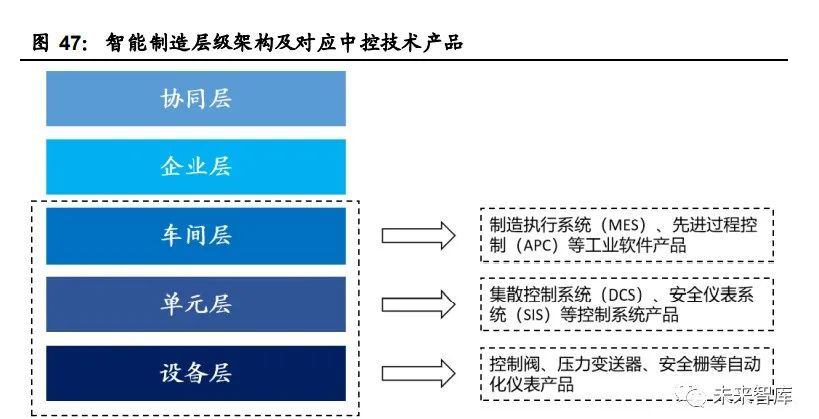 图 47： 智能制造层级架构及对应中控技术产品
协同层
企业层
车间层
制造执行系统（MES）、先进过程控
制（APC）等工业软件产品
单元层
集散控制系统（DCS）、安全仪表系
统（SIS）等控制系统产品
设备层
控制阀、压力变送器、安全栅等自动
化仪表产品
未来智库